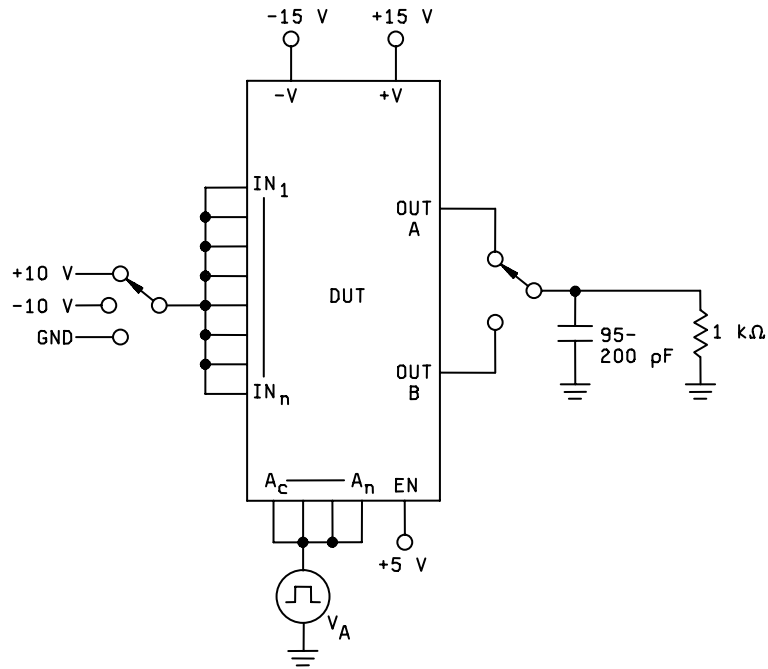 -15 V +15 V
-V +V
IN1
OUT
A
+10 V
-10 V
GND
DUT
95-
200 pF
1 kΩ
OUT
B
INn
Ac An EN
+5 V
VA